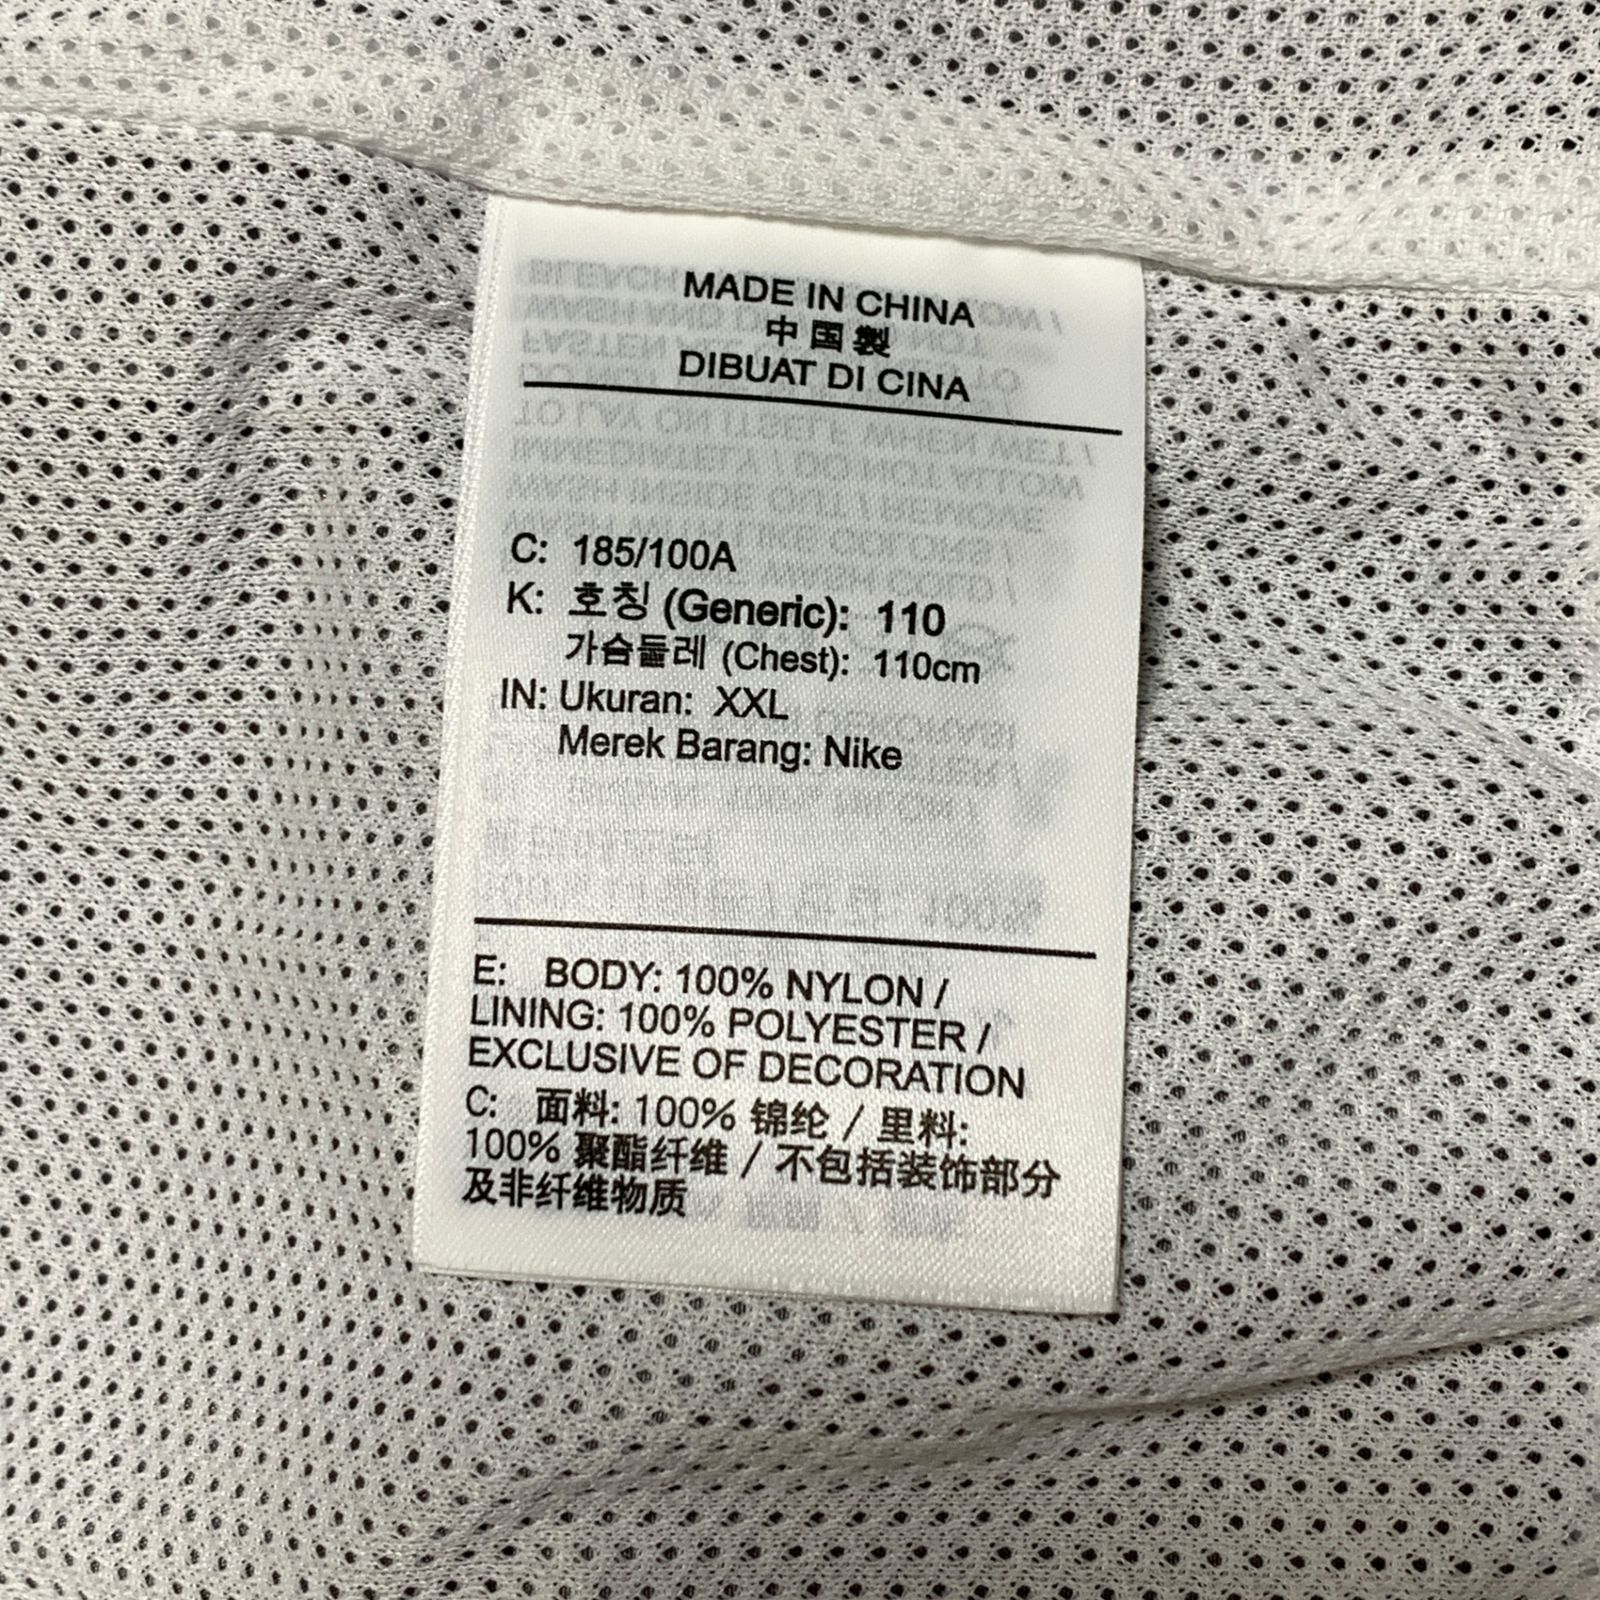 MADE IN CHINA
中国製
DIBUAT DI CINA
C: 185/100A
K: 호칭 (Generic): 110
가슴둘레 (Chest): 110cm
IN: Ukuran: XXL
Merek Barang: Nike
E: BODY: 100% NYLON /
LINING: 100% POLYESTER /
EXCLUSIVE OF DECORATION
C: 面料: 100% 锦纶 / 里料:
100% 聚酯纤维 / 不包括装饰部分
及非纤维物质